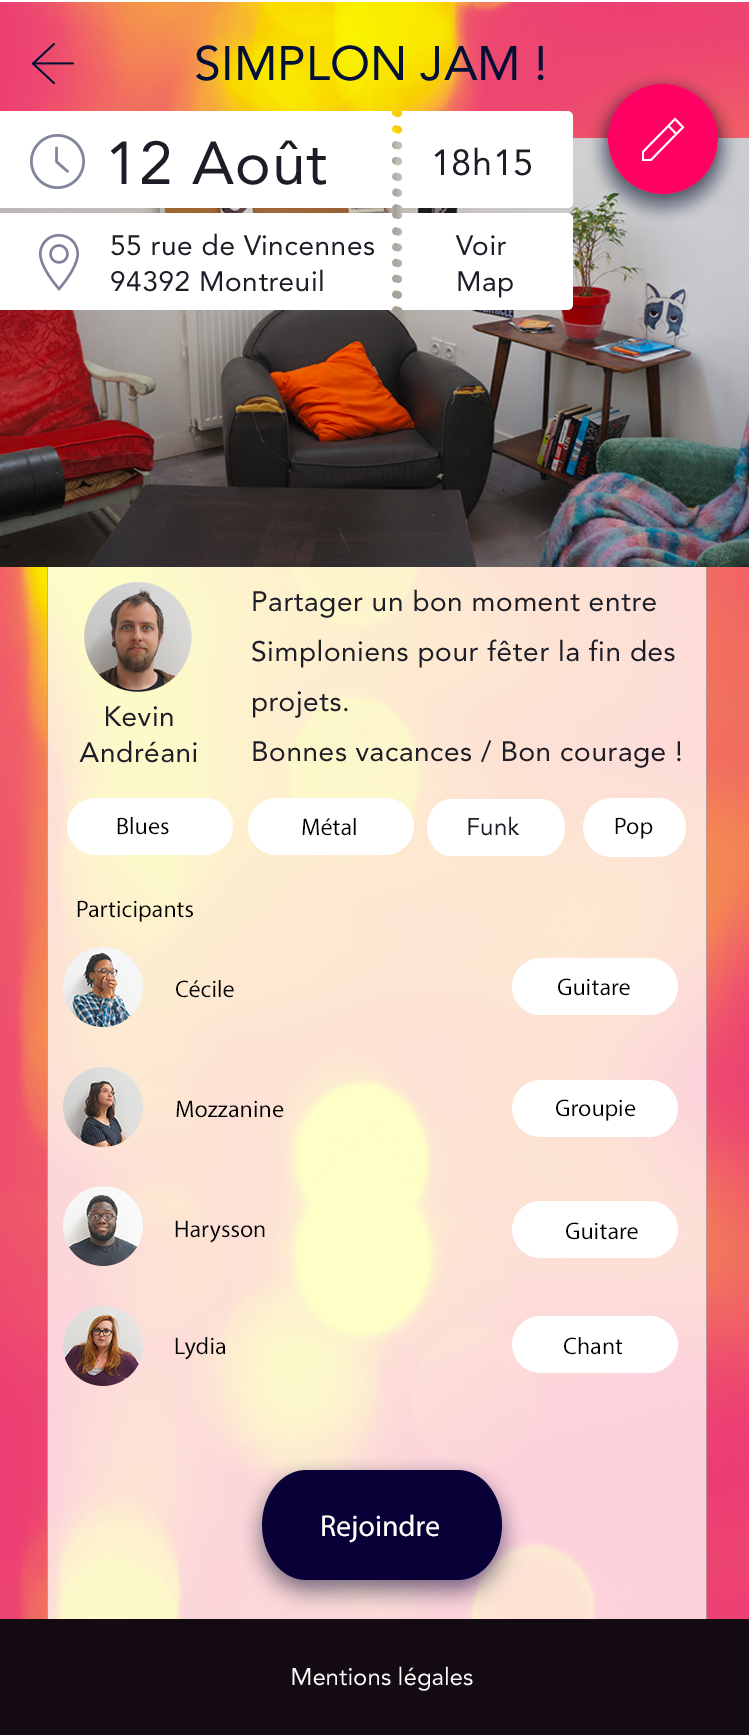 SIMPLON JAM !
12 Août
18h15
55 rue de Vincennes
94392 Montreuil
Voir
Map
Partager un bon moment entre
Simploniens pour fêter la fin des
projets.
Bonnes vacances / Bon courage !
Kevin
Andréani
Blues
Métal
Funk
Pop
Participants
Cécile
Guitare
Mozzanine
Groupie
Harysson
Guitare
Lydia
Chant
Rejoindre
Mentions légales